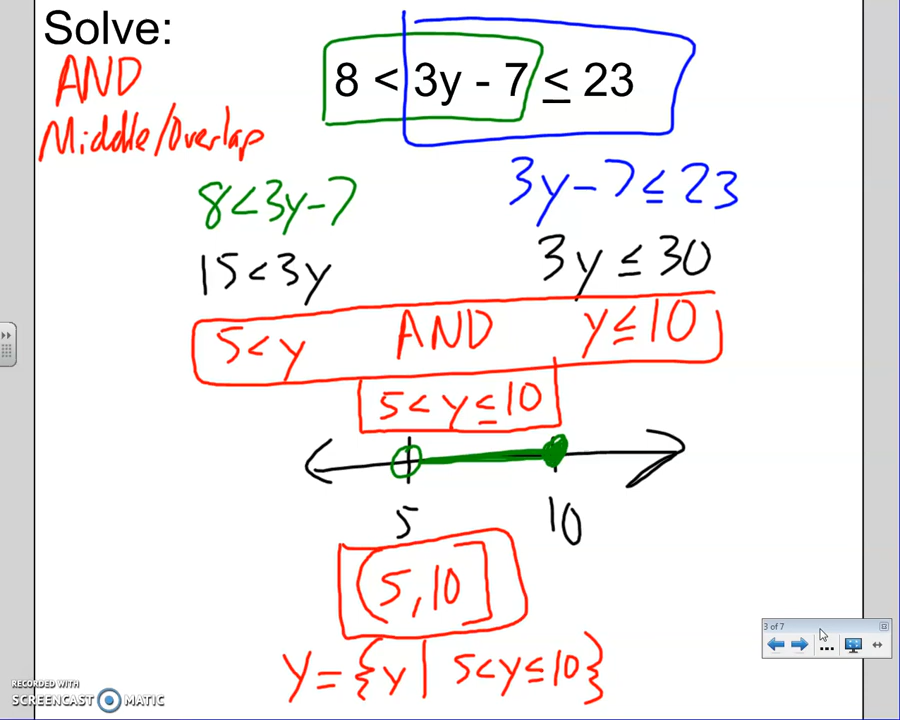 Solve:
AND
Middle/Overlap
8 < 3y - 7 ≤ 23
8<3y-7
3y-7≤23
15<3y
3y≤30
5<y AND y≤10
5<y≤10
5 10
(5,10]
y={y| 5<y≤10}
3 of 7
RECORDED WITH
SCREENCAST MATIC